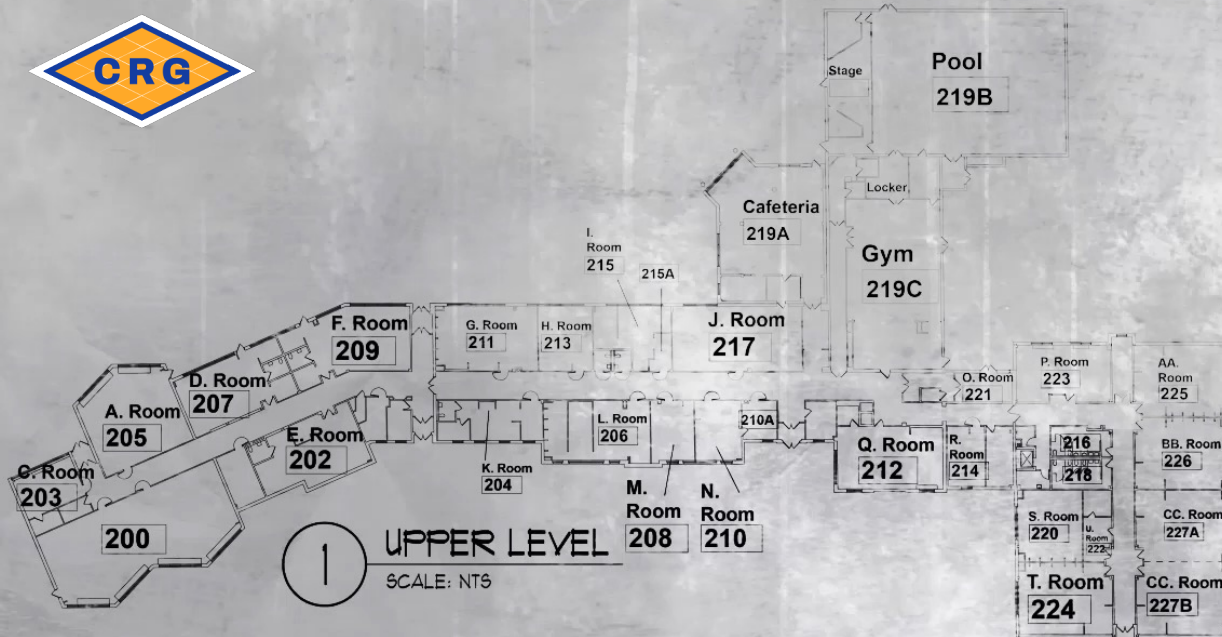 CRG
Pool
219B
Stage
Locker
Cafeteria
219A
Gym
219C
I.
Room
215
215A
F. Room
209
G. Room
211
H. Room
213
J. Room
217
D. Room
207
A. Room
205
E. Room
202
C. Room
203
200
K. Room
204
L. Room
206
210A
M.
Room
208
N.
Room
210
Q. Room
212
R.
Room
214
O. Room
221
P. Room
223
AA.
Room
225
216
218
BB. Room
226
S. Room
220
U.
Room
222
CC. Room
227A
T. Room
224
CC. Room
227B
1
UPPER LEVEL
SCALE: NTS